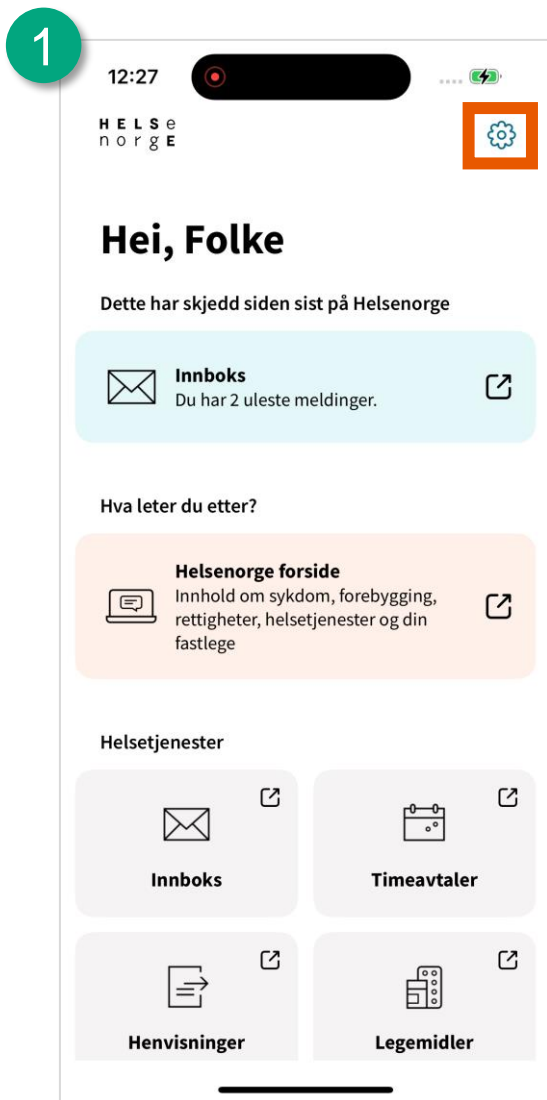 1
12:27
HELSe
norgE
Hei, Folke
Dette har skjedd siden sist på Helsenorge
Innboks
Du har 2 uleste meldinger.
Hva leter du etter?
Helsenorge forside
Innhold om sykdom, forebygging,
rettigheter, helsetjenester og din
fastlege
Helsetjenester
Innboks
Timeavtaler
Henvisninger
Legemidler